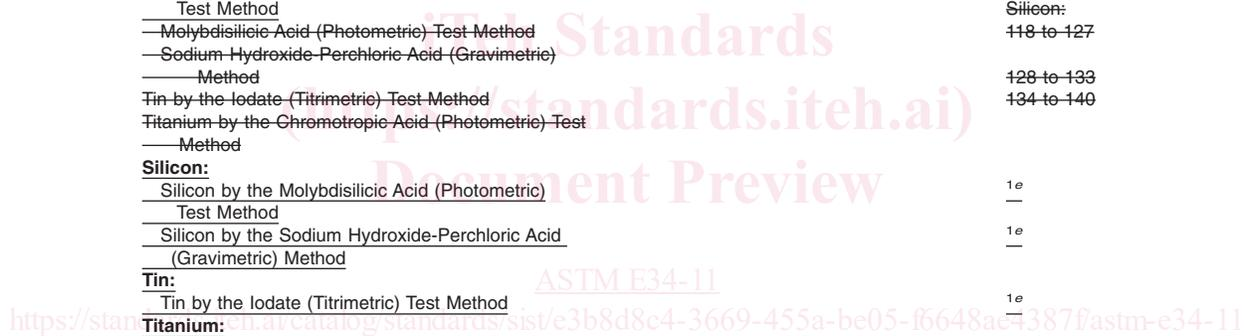 Test Method
Silicon:
Molybdisilicic Acid (Photometric) Test Method 118 to 127
Sodium Hydroxide-Perchloric Acid (Gravimetric)
Method 128 to 133
Tin by the Iodate (Titrimetric) Test Method 134 to 140
Titanium by the Chromotropic Acid (Photometric) Test
Method
Silicon:
Silicon by the Molybdisilicic Acid (Photometric) 1e
Test Method
Silicon by the Sodium Hydroxide-Perchloric Acid 1e
(Gravimetric) Method
Tin:
Tin by the Iodate (Titrimetric) Test Method 1e
Titanium:
iTeh Standards
(https://standards.iteh.ai)
Document Preview
ASTM E34-11
https://standards.iteh.ai/catalog/standards/sist/e3b8d8c4-3669-455a-be05-f6648ae4387f/astm-e34-11